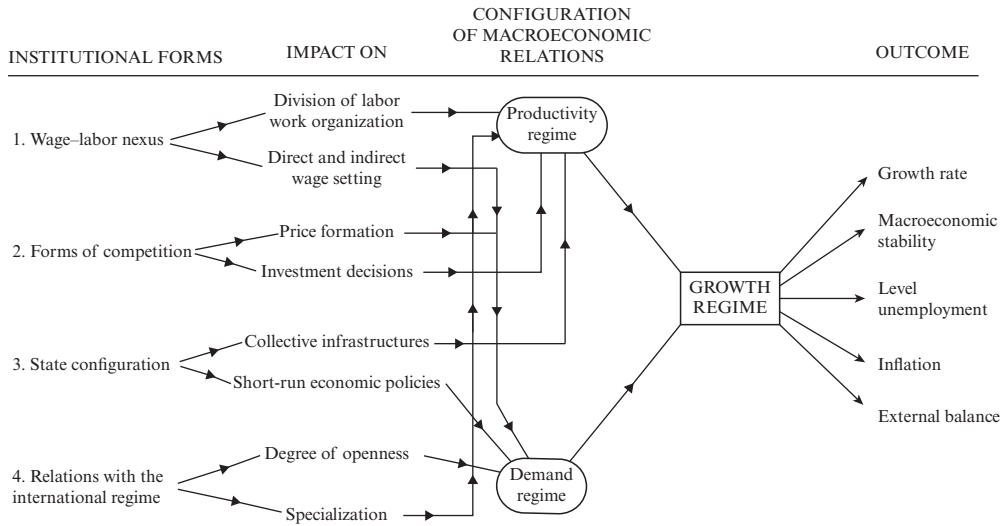 CONFIGURATION
OF MACROECONOMIC
RELATIONS
INSTITUTIONAL FORMS
IMPACT ON
OUTCOME
1. Wage–labor nexus
Division of labor
work organization
Direct and indirect
wage setting
2. Forms of competition
Price formation
Investment decisions
3. State configuration
Collective infrastructures
Short-run economic policies
4. Relations with the
international regime
Degree of openness
Specialization
Productivity
regime
Demand
regime
GROWTH
REGIME
Growth rate
Macroeconomic
stability
Level
unemployment
Inflation
External balance